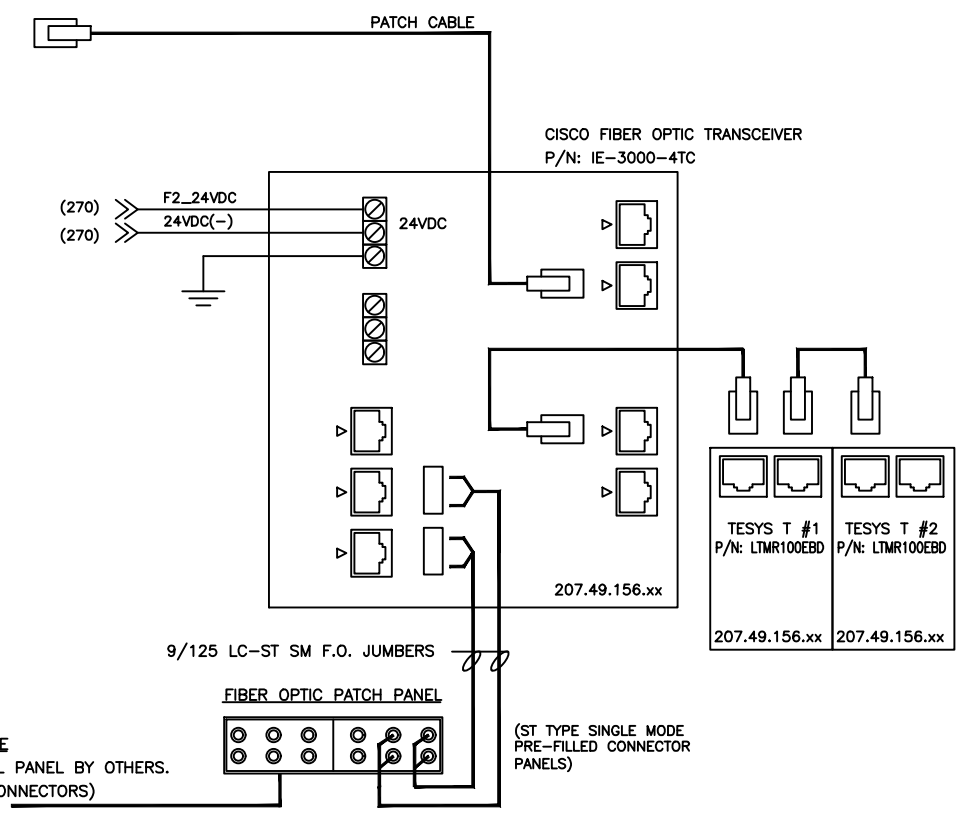 PATCH CABLE
CISCO FIBER OPTIC TRANSCEIVER
P/N: IE-3000-4TC
(270) F2_24VDC
(270) 24VDC(-)
24VDC
TESYS T #1
P/N: LTMR100EBD
TESYS T #2
P/N: LTMR100EBD
207.49.156.xx
207.49.156.xx
207.49.156.xx
9/125 LC-ST SM F.O. JUMBERS
FIBER OPTIC PATCH PANEL
(ST TYPE SINGLE MODE
PRE-FILLED CONNECTOR
PANELS)
PANEL BY OTHERS.